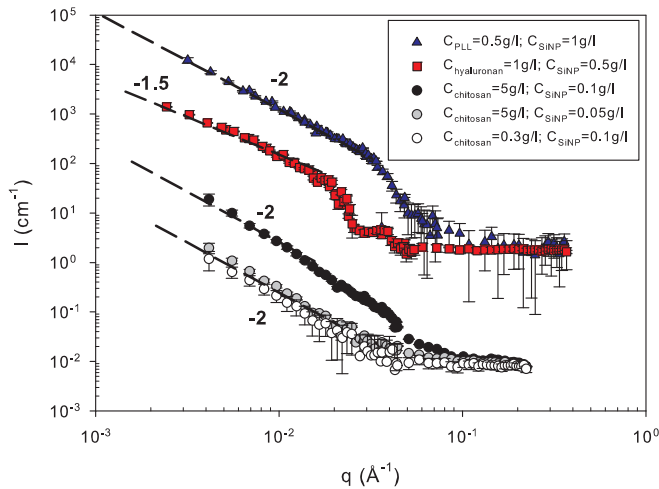 C_PLL=0.5g/l; C_SiNP=1g/l
C_hyaluronan=1g/l; C_SiNP=0.5g/l
C_chitosan=5g/l; C_SiNP=0.1g/l
C_chitosan=5g/l; C_SiNP=0.05g/l
C_chitosan=0.3g/l; C_SiNP=0.1g/l
10^5
10^4
10^3
10^2
10^1
10^0
10^-1
10^-2
10^-3
I (cm^-1)
-2
-1.5
-2
-2
10^-3 10^-2 10^-1 10^0
q (Å^-1)